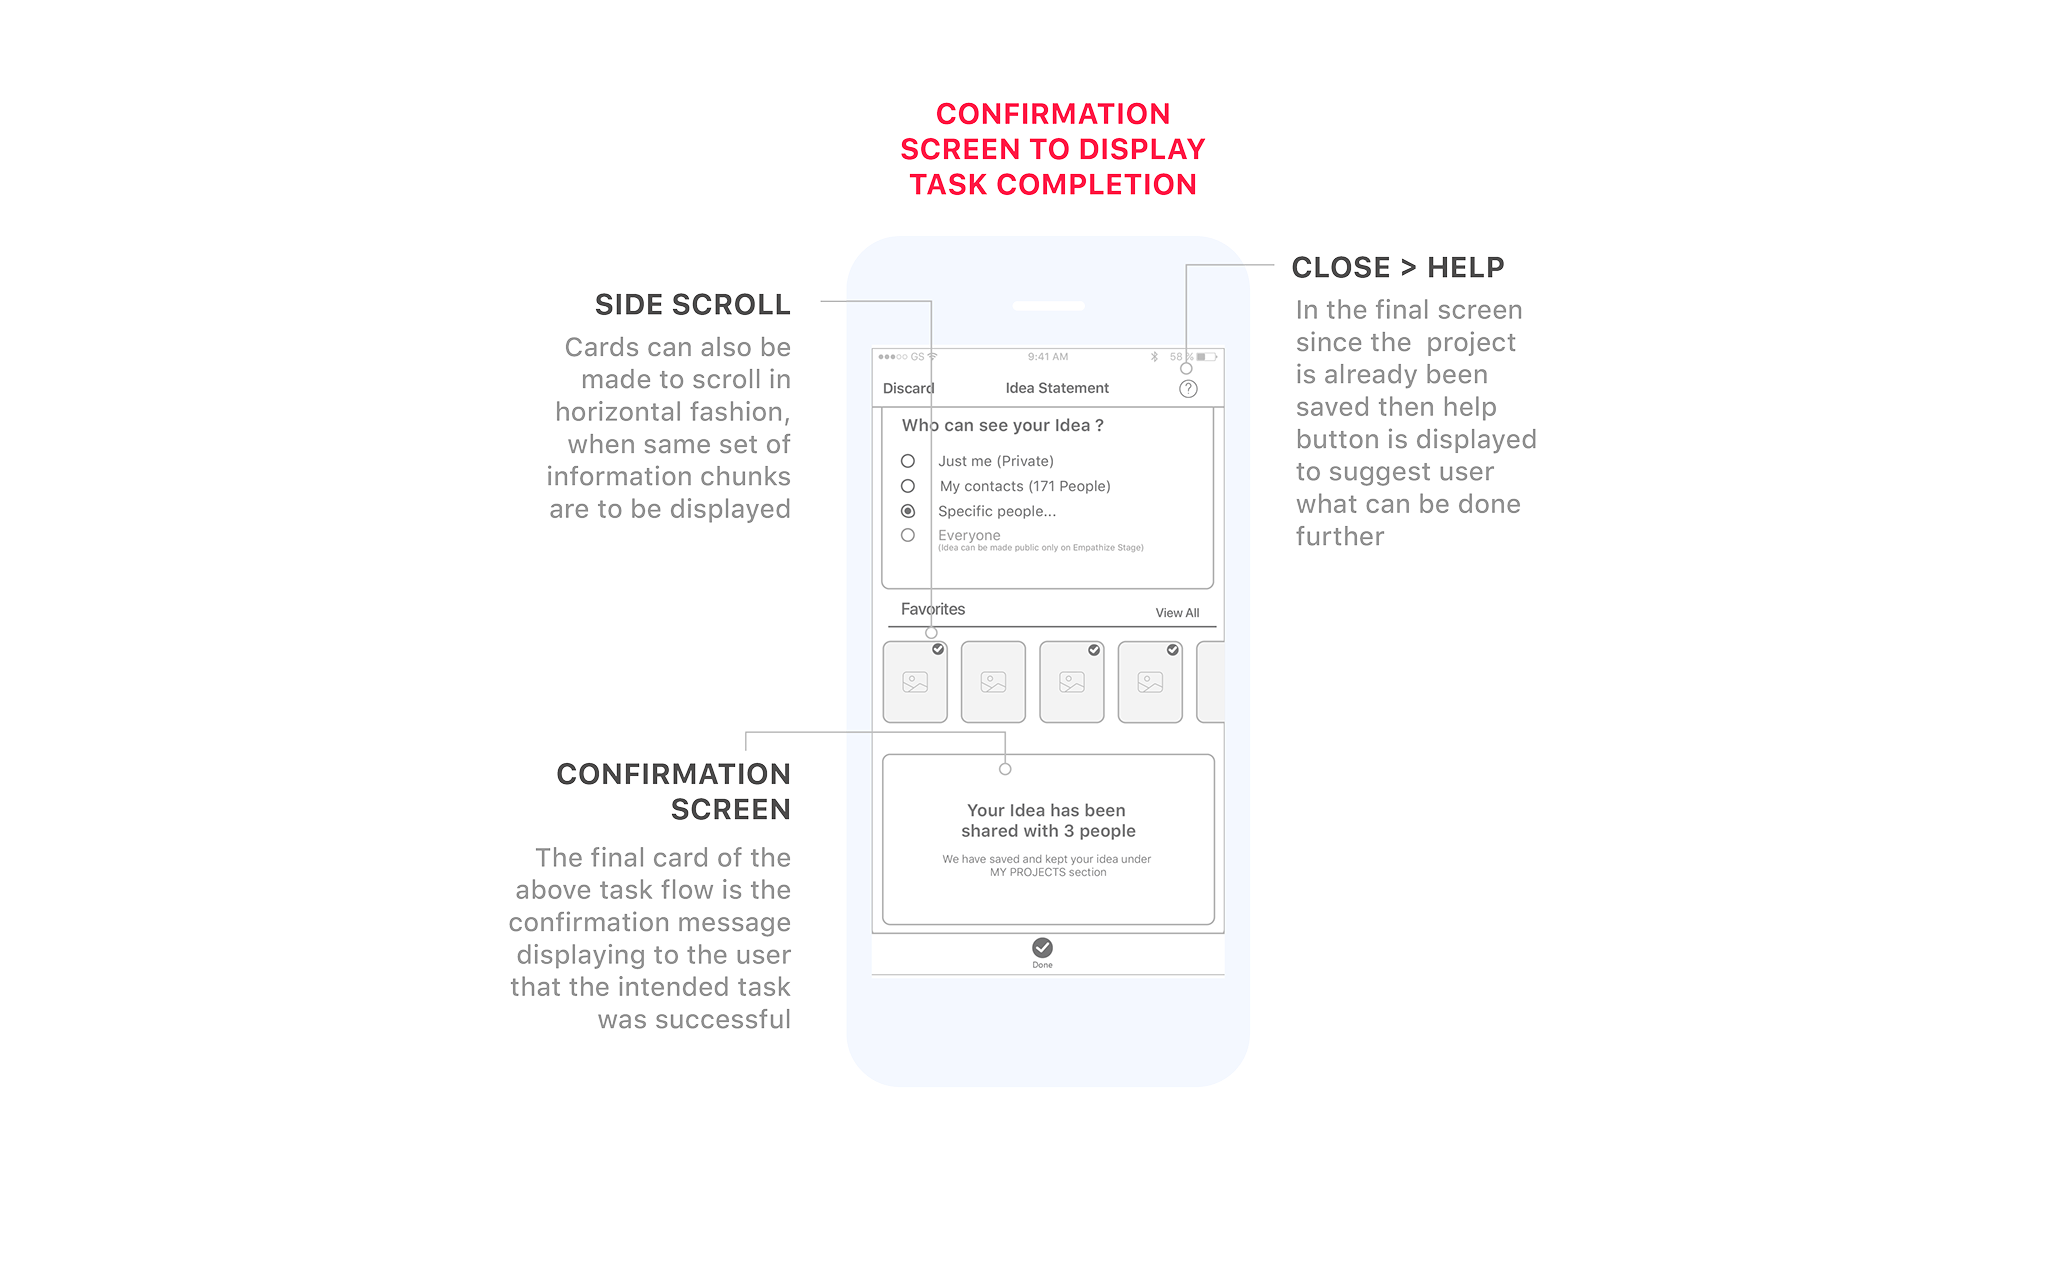 CONFIRMATION
SCREEN TO DISPLAY
TASK COMPLETION
SIDE SCROLL
Cards can also be
made to scroll in
horizontal fashion,
when same set of
information chunks
are to be displayed
CLOSE > HELP
In the final screen
since the  project
is already been
saved then help
button is displayed
to suggest user
what can be done
further
GS 9:41 AM 58 %
Discard Idea Statement ?
Who can see your Idea ?
Just me (Private)
My contacts (171 People)
Specific people...
Everyone
(Idea can be made public only on Empathize Stage)
Favorites View All
CONFIRMATION
SCREEN
The final card of the
above task flow is the
confirmation message
displaying to the user
that the intended task
was successful
Your Idea has been
shared with 3 people
We have saved and kept your idea under
MY PROJECTS section
Done